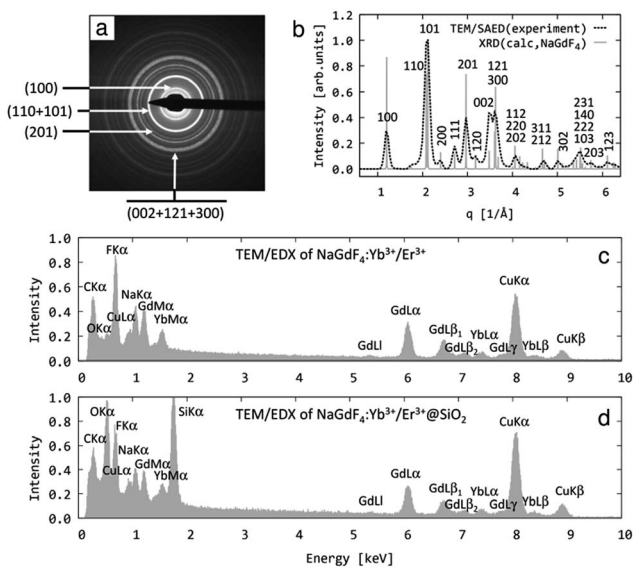 a
(100)
(110+101)
(201)
(002+121+300)
b
Intensity [arb.units]
1.2
1.0
0.8
0.6
0.4
0.2
0.0
1 2 3 4 5 6
q [1/Å]
TEM/SAED(experiment)
XRD(calc,NaGdF₄)
100
110
101
200
111
201
120
002
121
300
112
220
202
311
212
302
231
140
222
103
203
123
TEM/EDX of NaGdF₄:Yb³⁺/Er³⁺
c
Intensity
1.0
0.8
0.6
0.4
0.2
0.0
CKα
OKα
FKα
CuLα
NaKα
GdMα
YbMα
GdLl
GdLα
GdLβ₁
GdLβ₂
YbLα
GdLγ
CuKα
YbLβ
CuKβ
0 1 2 3 4 5 6 7 8 9 10
TEM/EDX of NaGdF₄:Yb³⁺/Er³⁺@SiO₂
d
Intensity
1.0
0.8
0.6
0.4
0.2
0.0
CKα
OKα
FKα
CuLα
NaKα
GdMα
YbMα
SiKα
GdLl
GdLα
GdLβ₁
GdLβ₂
YbLα
GdLγ
CuKα
YbLβ
CuKβ
0 1 2 3 4 5 6 7 8 9 10
Energy [keV]